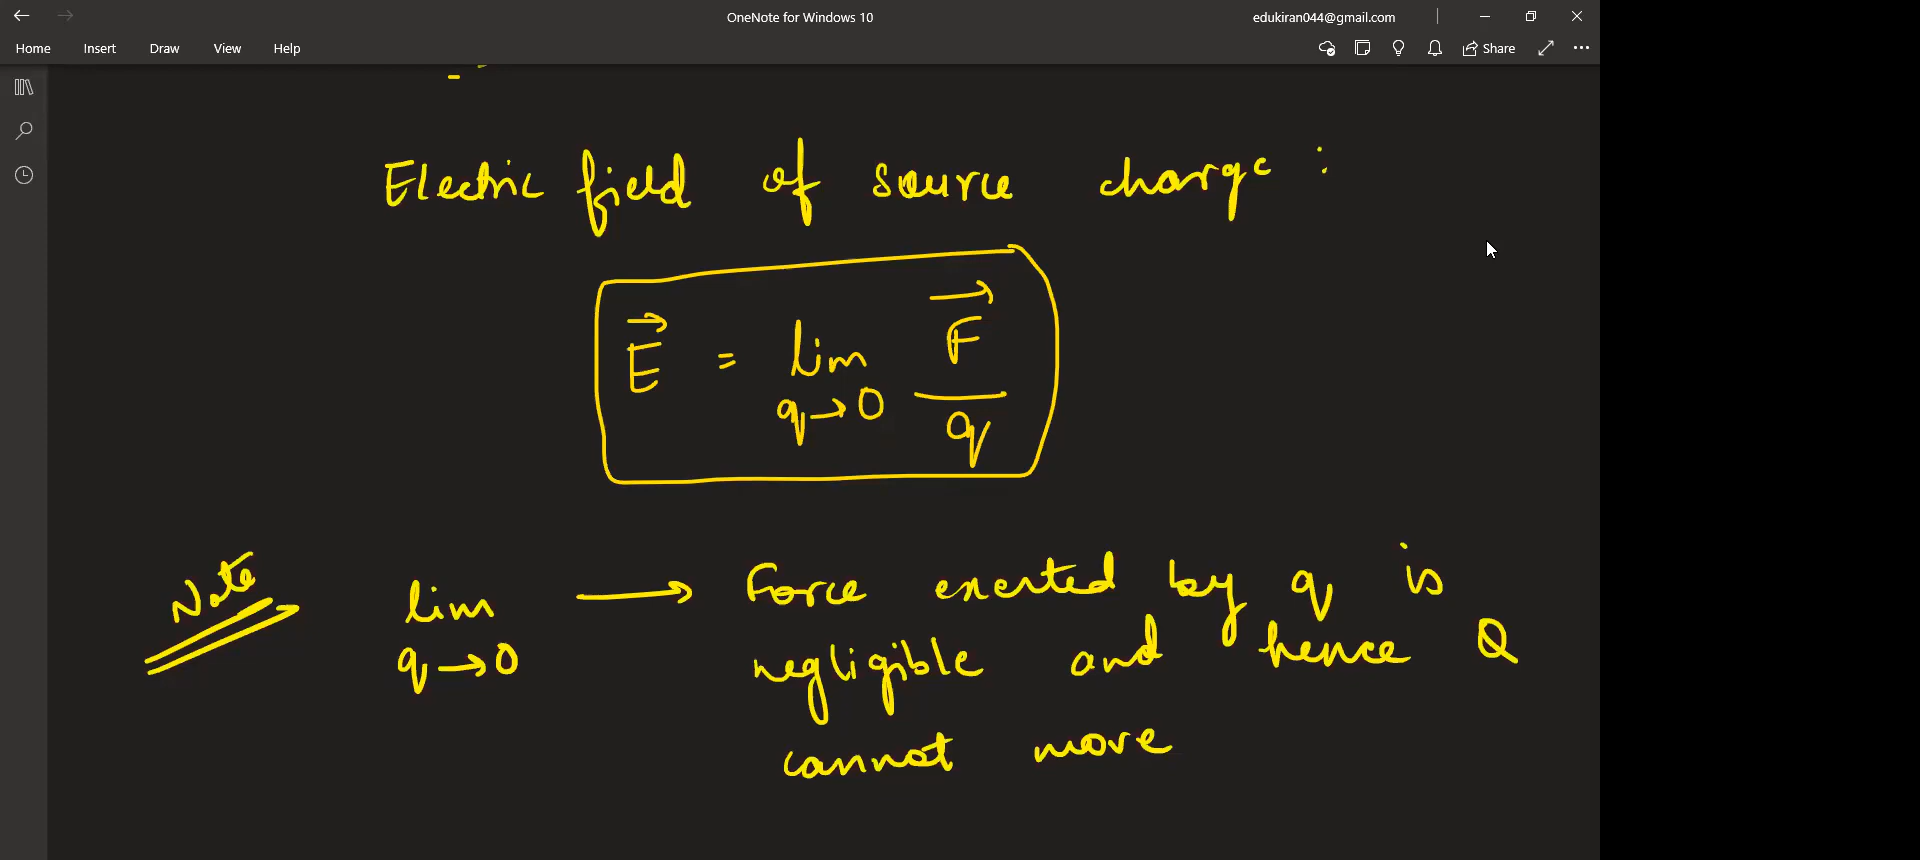 OneNote for Windows 10
edukiran044@gmail.com
Home Insert Draw View Help
Share
Electric field of source charge :
E = lim F
q→0 q
Note
lim → Force exerted by q is
q→0 negligible and hence Q
cannot move